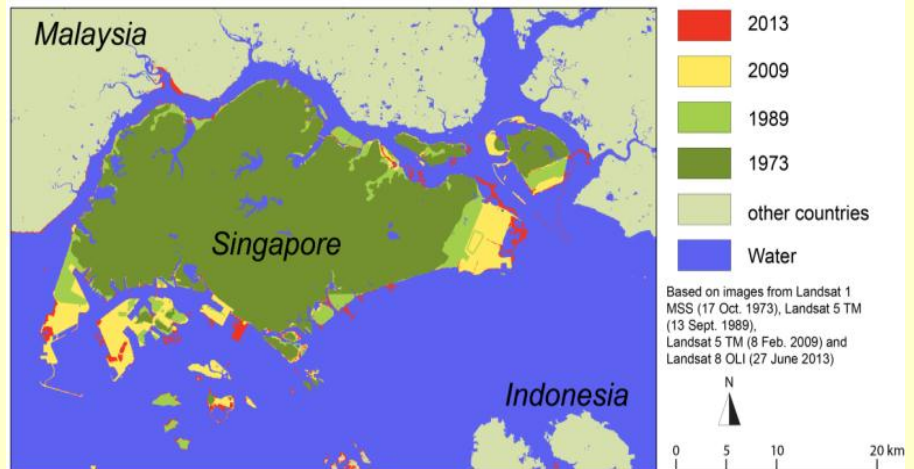 Malaysia
Singapore
Indonesia
2013
2009
1989
1973
other countries
Water
Based on images from Landsat 1
MSS (17 Oct. 1973), Landsat 5 TM
(13 Sept. 1989),
Landsat 5 TM (8 Feb. 2009) and
Landsat 8 OLI (27 June 2013)
N
0 5 10 20 km